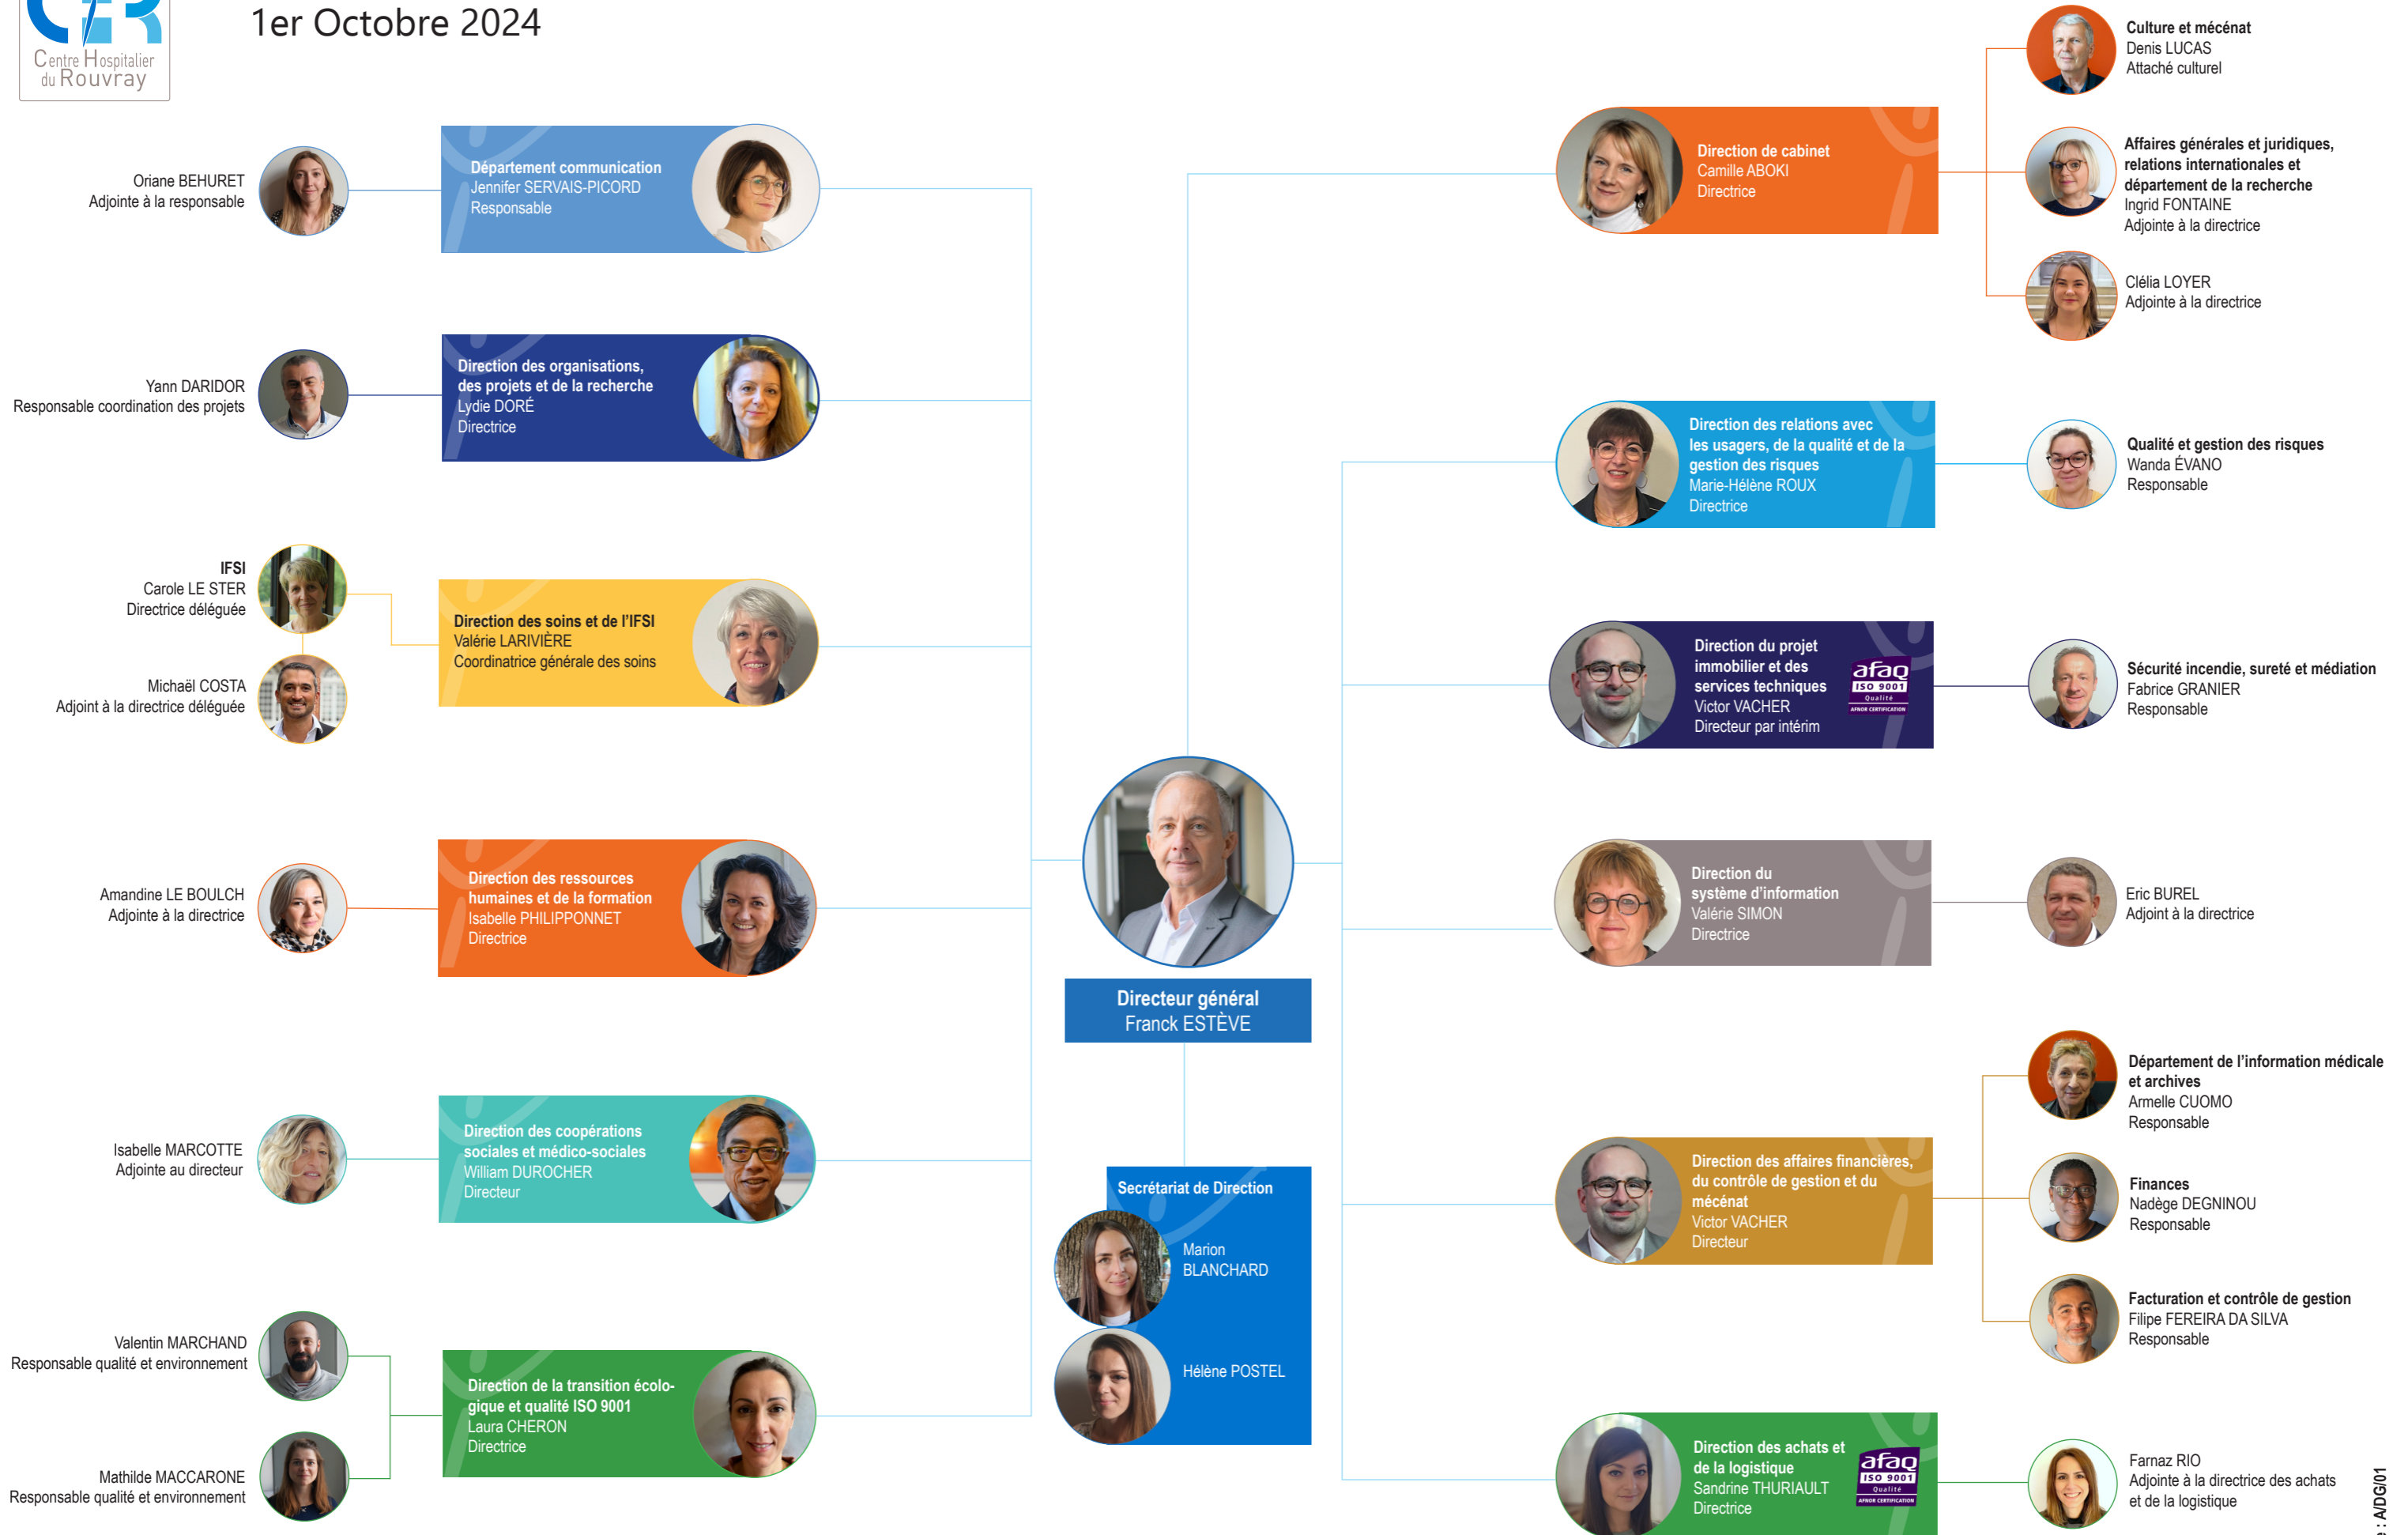 Centre Hospitalier
du Rouvray
1er Octobre 2024
Oriane BEHURET
Adjointe à la responsable
Département communication
Jennifer SERVAIS-PICORD
Responsable
Yann DARIDOR
Responsable coordination des projets
Direction des organisations,
des projets et de la recherche
Lydie DORÉ
Directrice
IFSI
Carole LE STER
Directrice déléguée
Michaël COSTA
Adjoint à la directrice déléguée
Direction des soins et de l'IFSI
Valérie LARIVIÈRE
Coordinatrice générale des soins
Amandine LE BOULCH
Adjointe à la directrice
Direction des ressources
humaines et de la formation
Isabelle PHILIPPONNET
Directrice
Isabelle MARCOTTE
Adjointe au directeur
Direction des coopérations
sociales et médico-sociales
William DUROCHER
Directeur
Valentin MARCHAND
Responsable qualité et environnement
Mathilde MACCARONE
Responsable qualité et environnement
Direction de la transition écolo-
gique et qualité ISO 9001
Laura CHERON
Directrice
Directeur général
Franck ESTÈVE
Secrétariat de Direction
Marion
BLANCHARD
Hélène POSTEL
Direction de cabinet
Camille ABOKI
Directrice
Culture et mécénat
Denis LUCAS
Attaché culturel
Affaires générales et juridiques,
relations internationales et
département de la recherche
Ingrid FONTAINE
Adjointe à la directrice
Clélia LOYER
Adjointe à la directrice
Direction des relations avec
les usagers, de la qualité et de la
gestion des risques
Marie-Hélène ROUX
Directrice
Qualité et gestion des risques
Wanda ÉVANO
Responsable
Direction du projet
immobilier et des
services techniques
Victor VACHER
Directeur par intérim
afaq
ISO 9001
Qualité
AFNOR CERTIFICATION
Sécurité incendie, sureté et médiation
Fabrice GRANIER
Responsable
Direction du
système d'information
Valérie SIMON
Directrice
Eric BUREL
Adjoint à la directrice
Direction des affaires financières,
du contrôle de gestion et du
mécénat
Victor VACHER
Directeur
Département de l'information médicale
et archives
Armelle CUOMO
Responsable
Finances
Nadège DEGNINOU
Responsable
Facturation et contrôle de gestion
Filipe FEREIRA DA SILVA
Responsable
Direction des achats et
de la logistique
Sandrine THURIAULT
Directrice
afaq
ISO 9001
Qualité
AFNOR CERTIFICATION
Farnaz RIO
Adjointe à la directrice des achats
et de la logistique
: A/DG/01